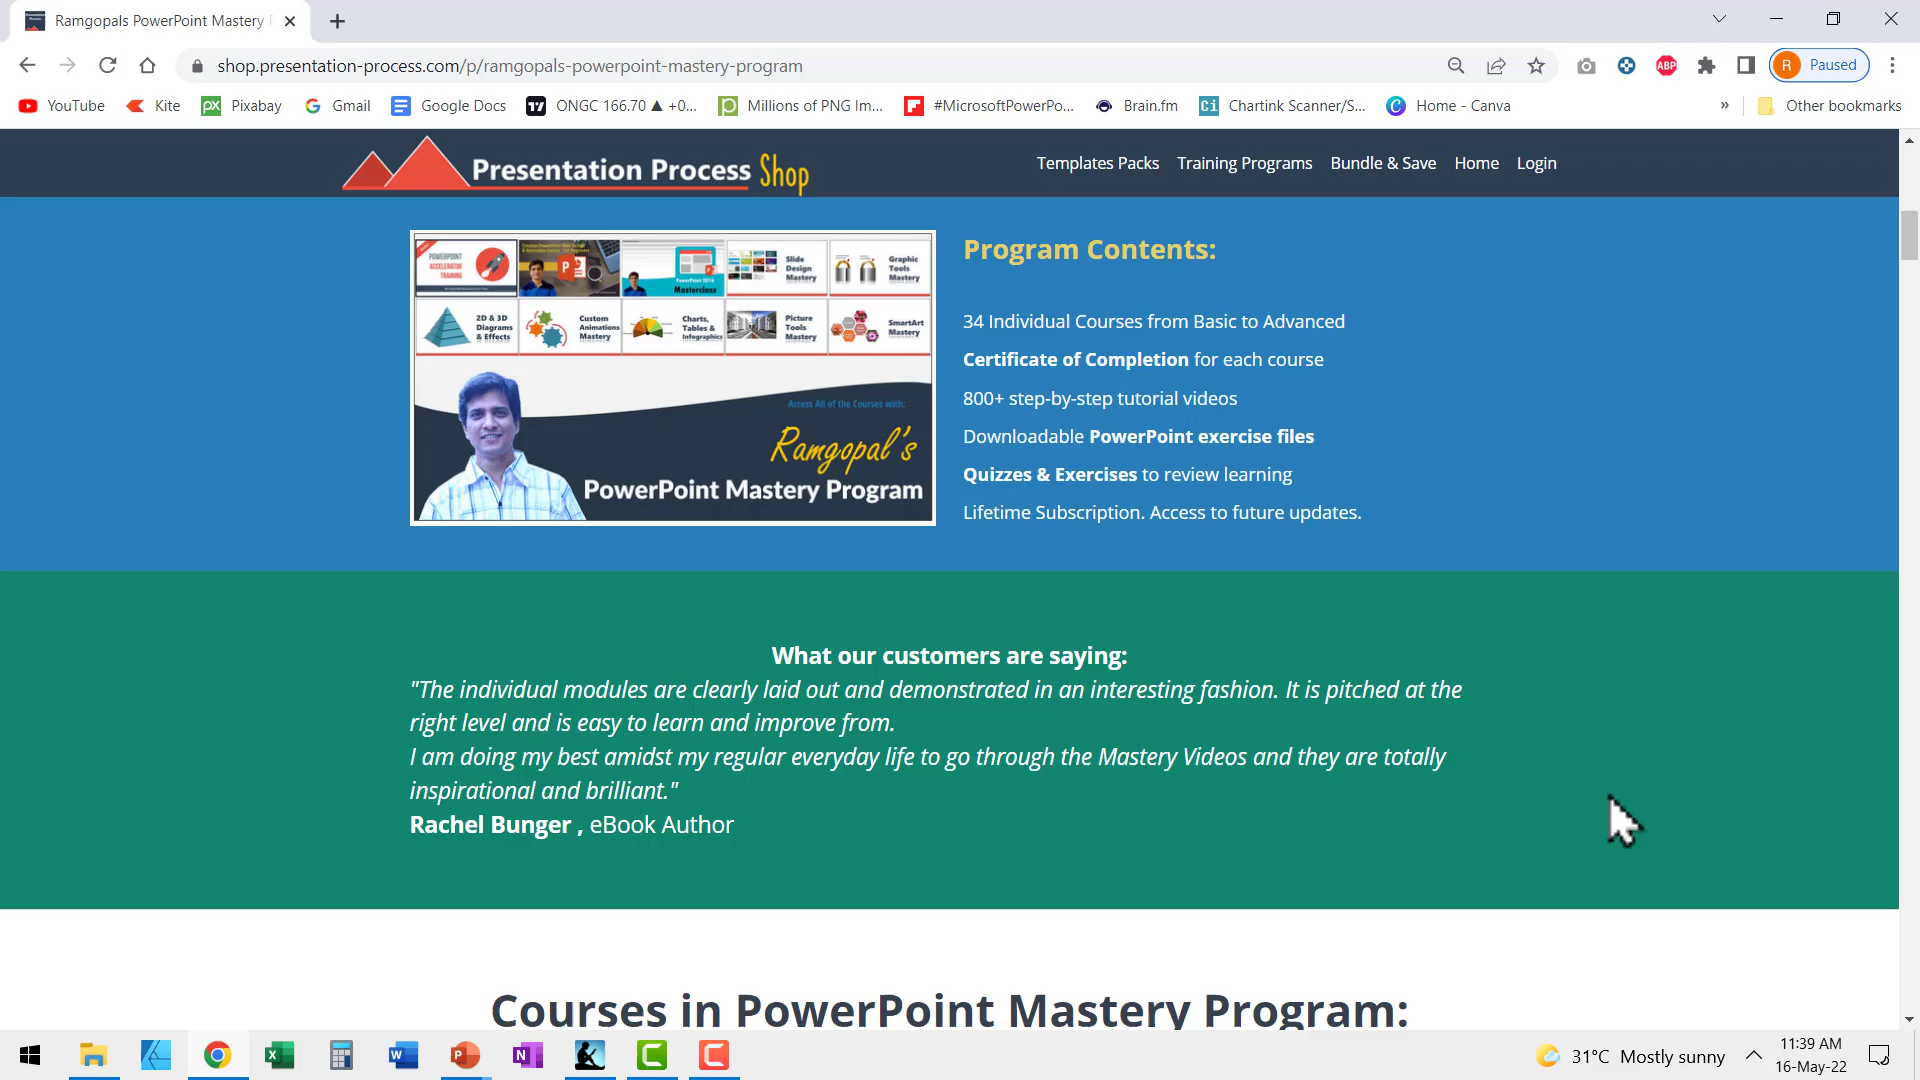 Ramgopals PowerPoint Mastery P
shop.presentation-process.com/p/ramgopals-powerpoint-mastery-program
ABP
R
Paused
YouTube
Kite
px
Pixabay
Gmail
Google Docs
ONGC 166.70 ▲ +0...
Millions of PNG Im...
#MicrosoftPowerPo...
Brain.fm
Ci
Chartink Scanner/S...
Home - Canva
»
Other bookmarks
Presentation Process Shop
Templates Packs
Training Programs
Bundle & Save
Home
Login
POWERPOINT
ACCELERATOR
TRAINING
PowerPoint 2016
Masterclass
Slide
Design
Mastery
Graphic
Tools
Mastery
2D & 3D
Diagrams
& Effects
Custom
Animations
Mastery
Charts,
Tables &
Infographics
Picture
Tools
Mastery
SmartArt
Mastery
Access All of the Courses with:
Ramgopal's
PowerPoint Mastery Program
Program Contents:
34 Individual Courses from Basic to Advanced
Certificate of Completion for each course
800+ step-by-step tutorial videos
Downloadable PowerPoint exercise files
Quizzes & Exercises to review learning
Lifetime Subscription. Access to future updates.
What our customers are saying:
"The individual modules are clearly laid out and demonstrated in an interesting fashion. It is pitched at the
right level and is easy to learn and improve from.
I am doing my best amidst my regular everyday life to go through the Mastery Videos and they are totally
inspirational and brilliant."
Rachel Bunger , eBook Author
Courses in PowerPoint Mastery Program:
31°C Mostly sunny
11:39 AM
16-May-22